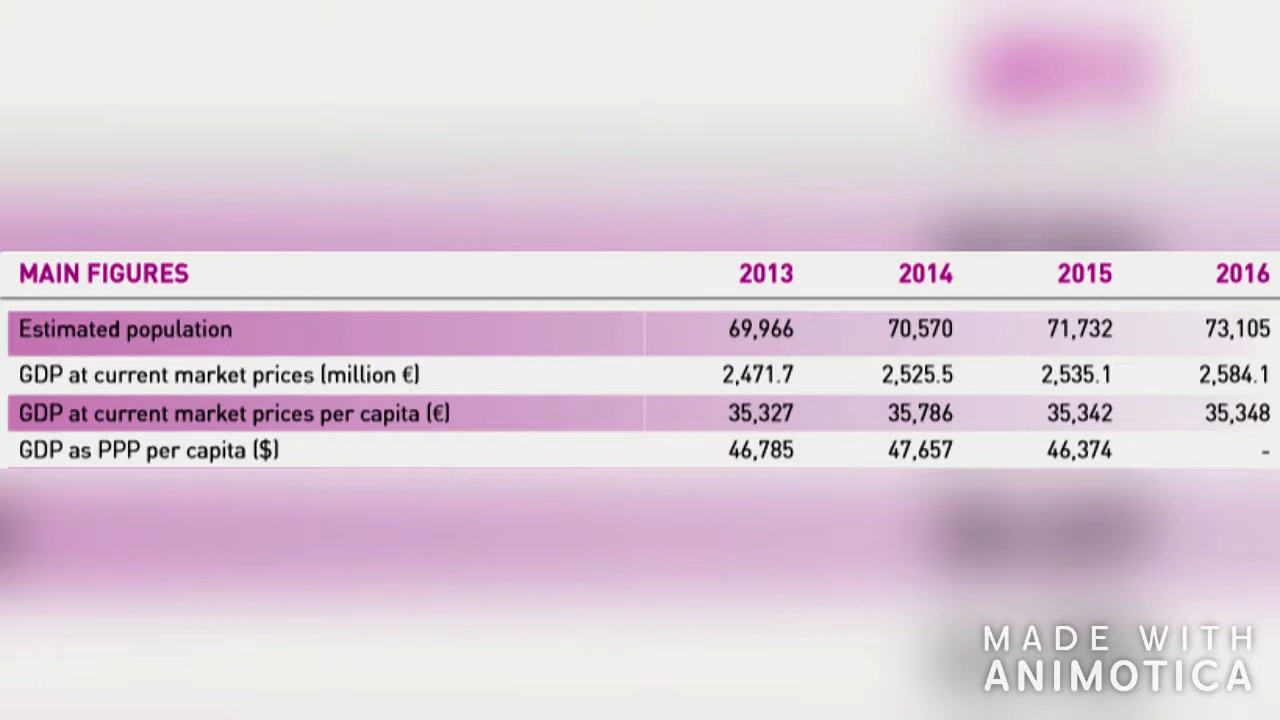 MAIN FIGURES 2013 2014 2015 2016
Estimated population 69,966 70,570 71,732 73,105
GDP at current market prices (million €) 2,471.7 2,525.5 2,535.1 2,584.1
GDP at current market prices per capita (€) 35,327 35,786 35,342 35,348
GDP as PPP per capita ($) 46,785 47,657 46,374 -
MADE WITH
ANIMOTICA